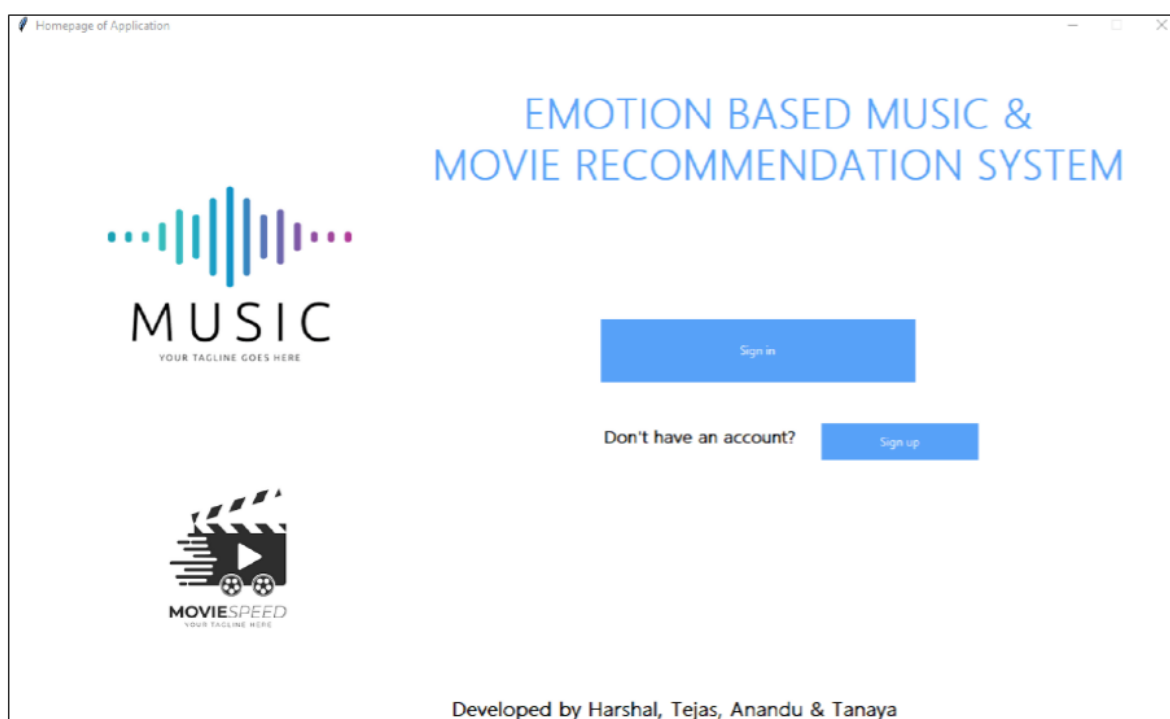 Homepage of Application
EMOTION BASED MUSIC &
MOVIE RECOMMENDATION SYSTEM
MUSIC
YOUR TAGLINE GOES HERE
Sign in
Don't have an account?
Sign up
MOVIESPEED
YOUR TAGLINE HERE
Developed by Harshal, Tejas, Anandu & Tanaya